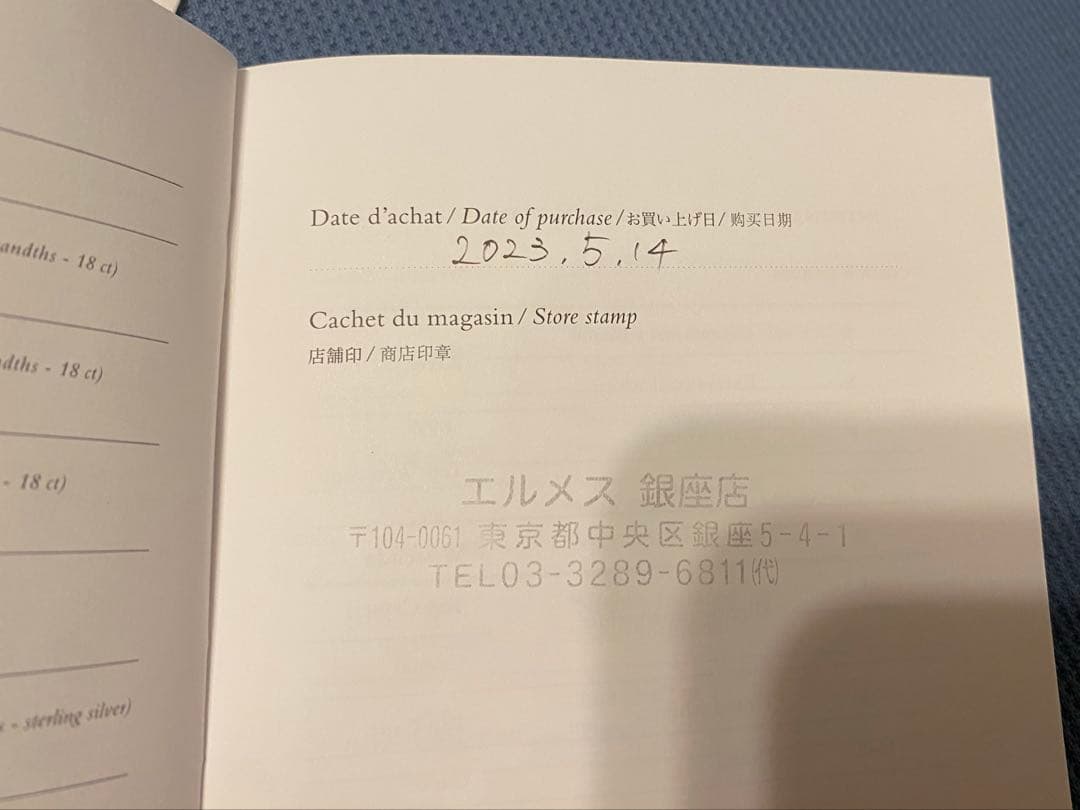 andths - 18 ct)
dths - 18 ct)
- 18 ct)
- sterling silver)
Date d'achat / Date of purchase / お買い上げ日 / 购买日期
2023.5.14
Cachet du magasin / Store stamp
店舗印 / 商店印章
エルメス 銀座店
〒104-0061 東京都中央区銀座5-4-1
TEL03-3289-6811(代)